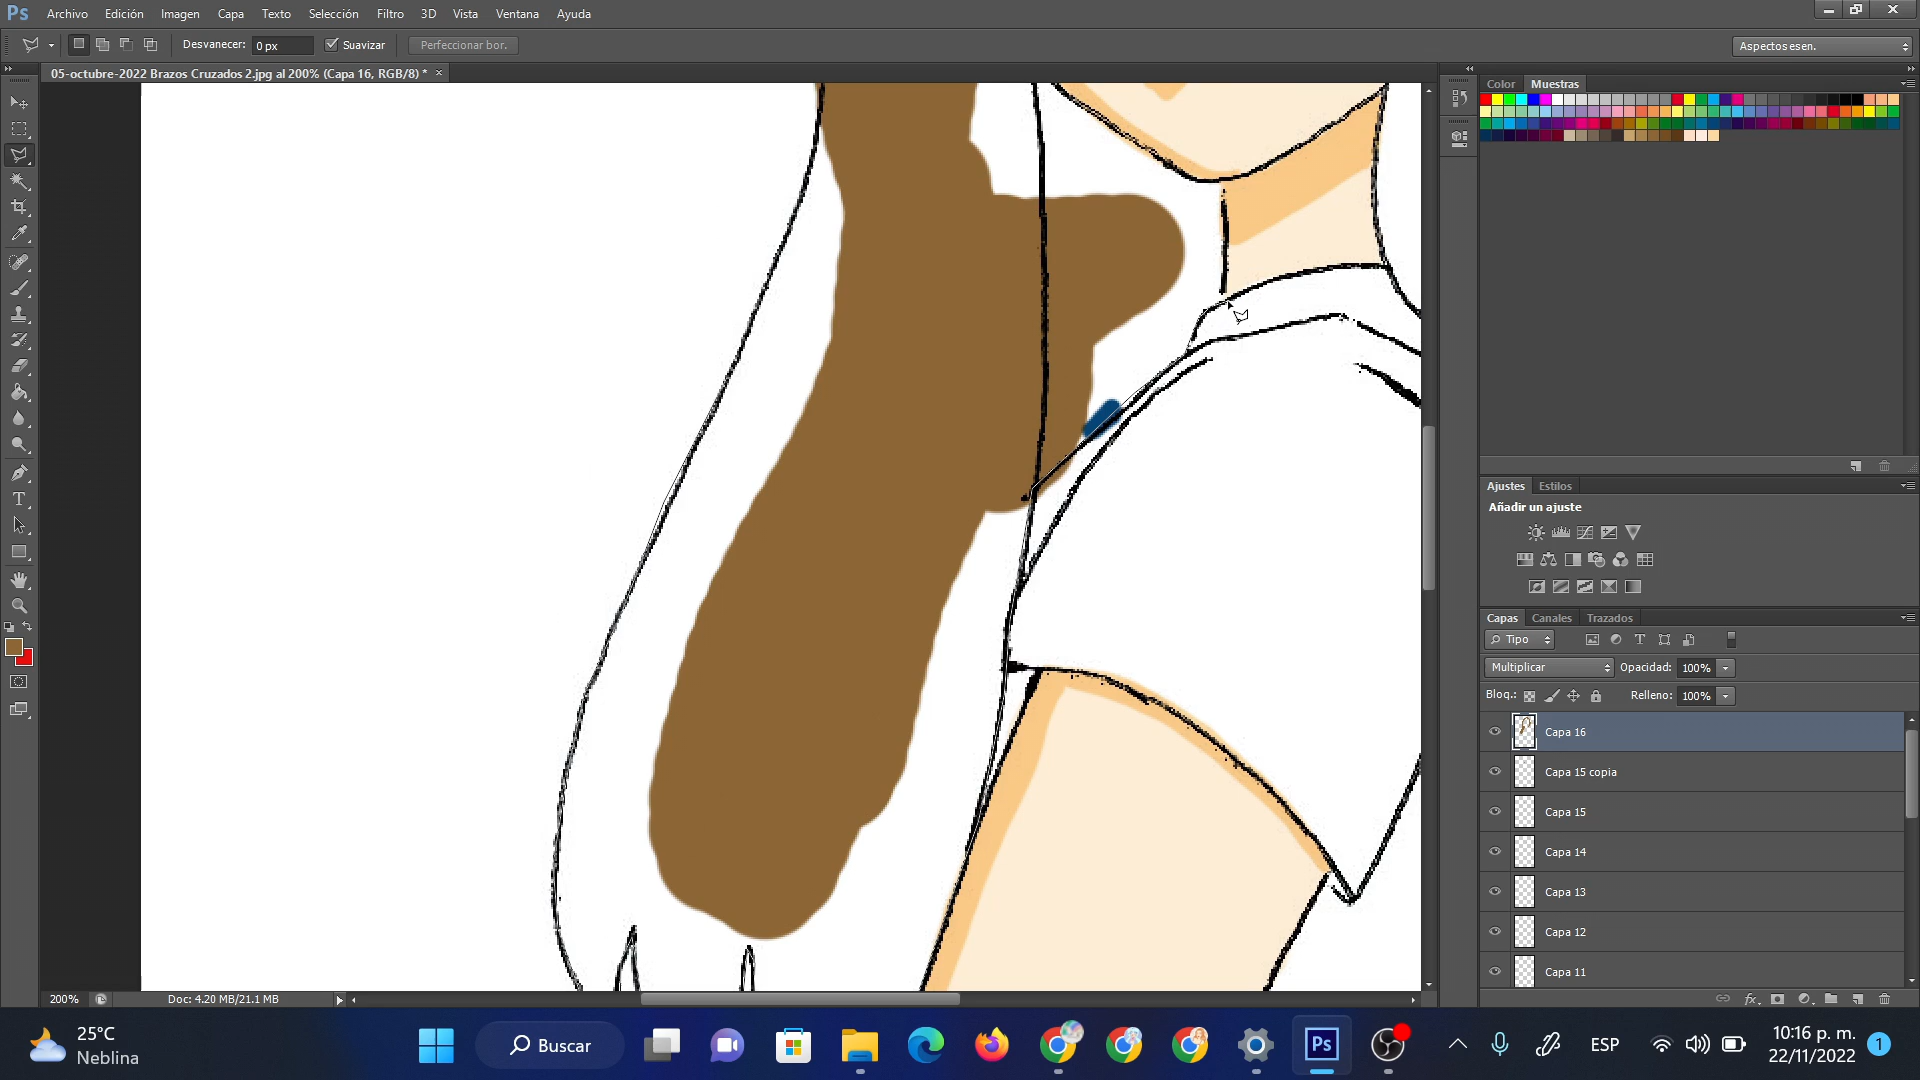 Ps Archivo Edición Imagen Capa Texto Selección Filtro 3D Vista Ventana Ayuda
Desvanecer: 0 px Suavizar Perfeccionar bor. Aspectos esen.
05-octubre-2022 Brazos Cruzados 2.jpg al 200% (Capa 16, RGB/8) * ×
Color Muestras
Ajustes Estilos
Añadir un ajuste
Capas Canales Trazados
Tipo
Multiplicar Opacidad: 100%
Bloq.: Relleno: 100%
Capa 16
Capa 15 copia
Capa 15
Capa 14
Capa 13
Capa 12
Capa 11
200% Doc: 4.20 MB/21.1 MB
25°C
Neblina
Buscar
Ps
ESP
10:16 p. m.
22/11/2022
1